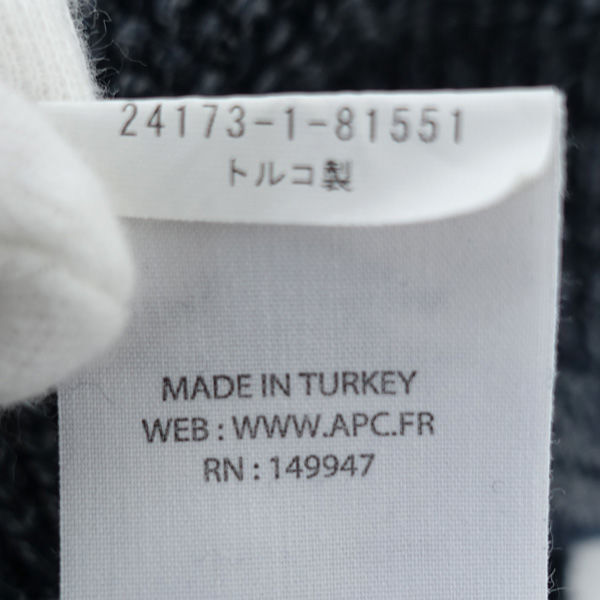 24173-1-81551
トルコ製
MADE IN TURKEY
WEB : WWW.APC.FR
RN : 149947